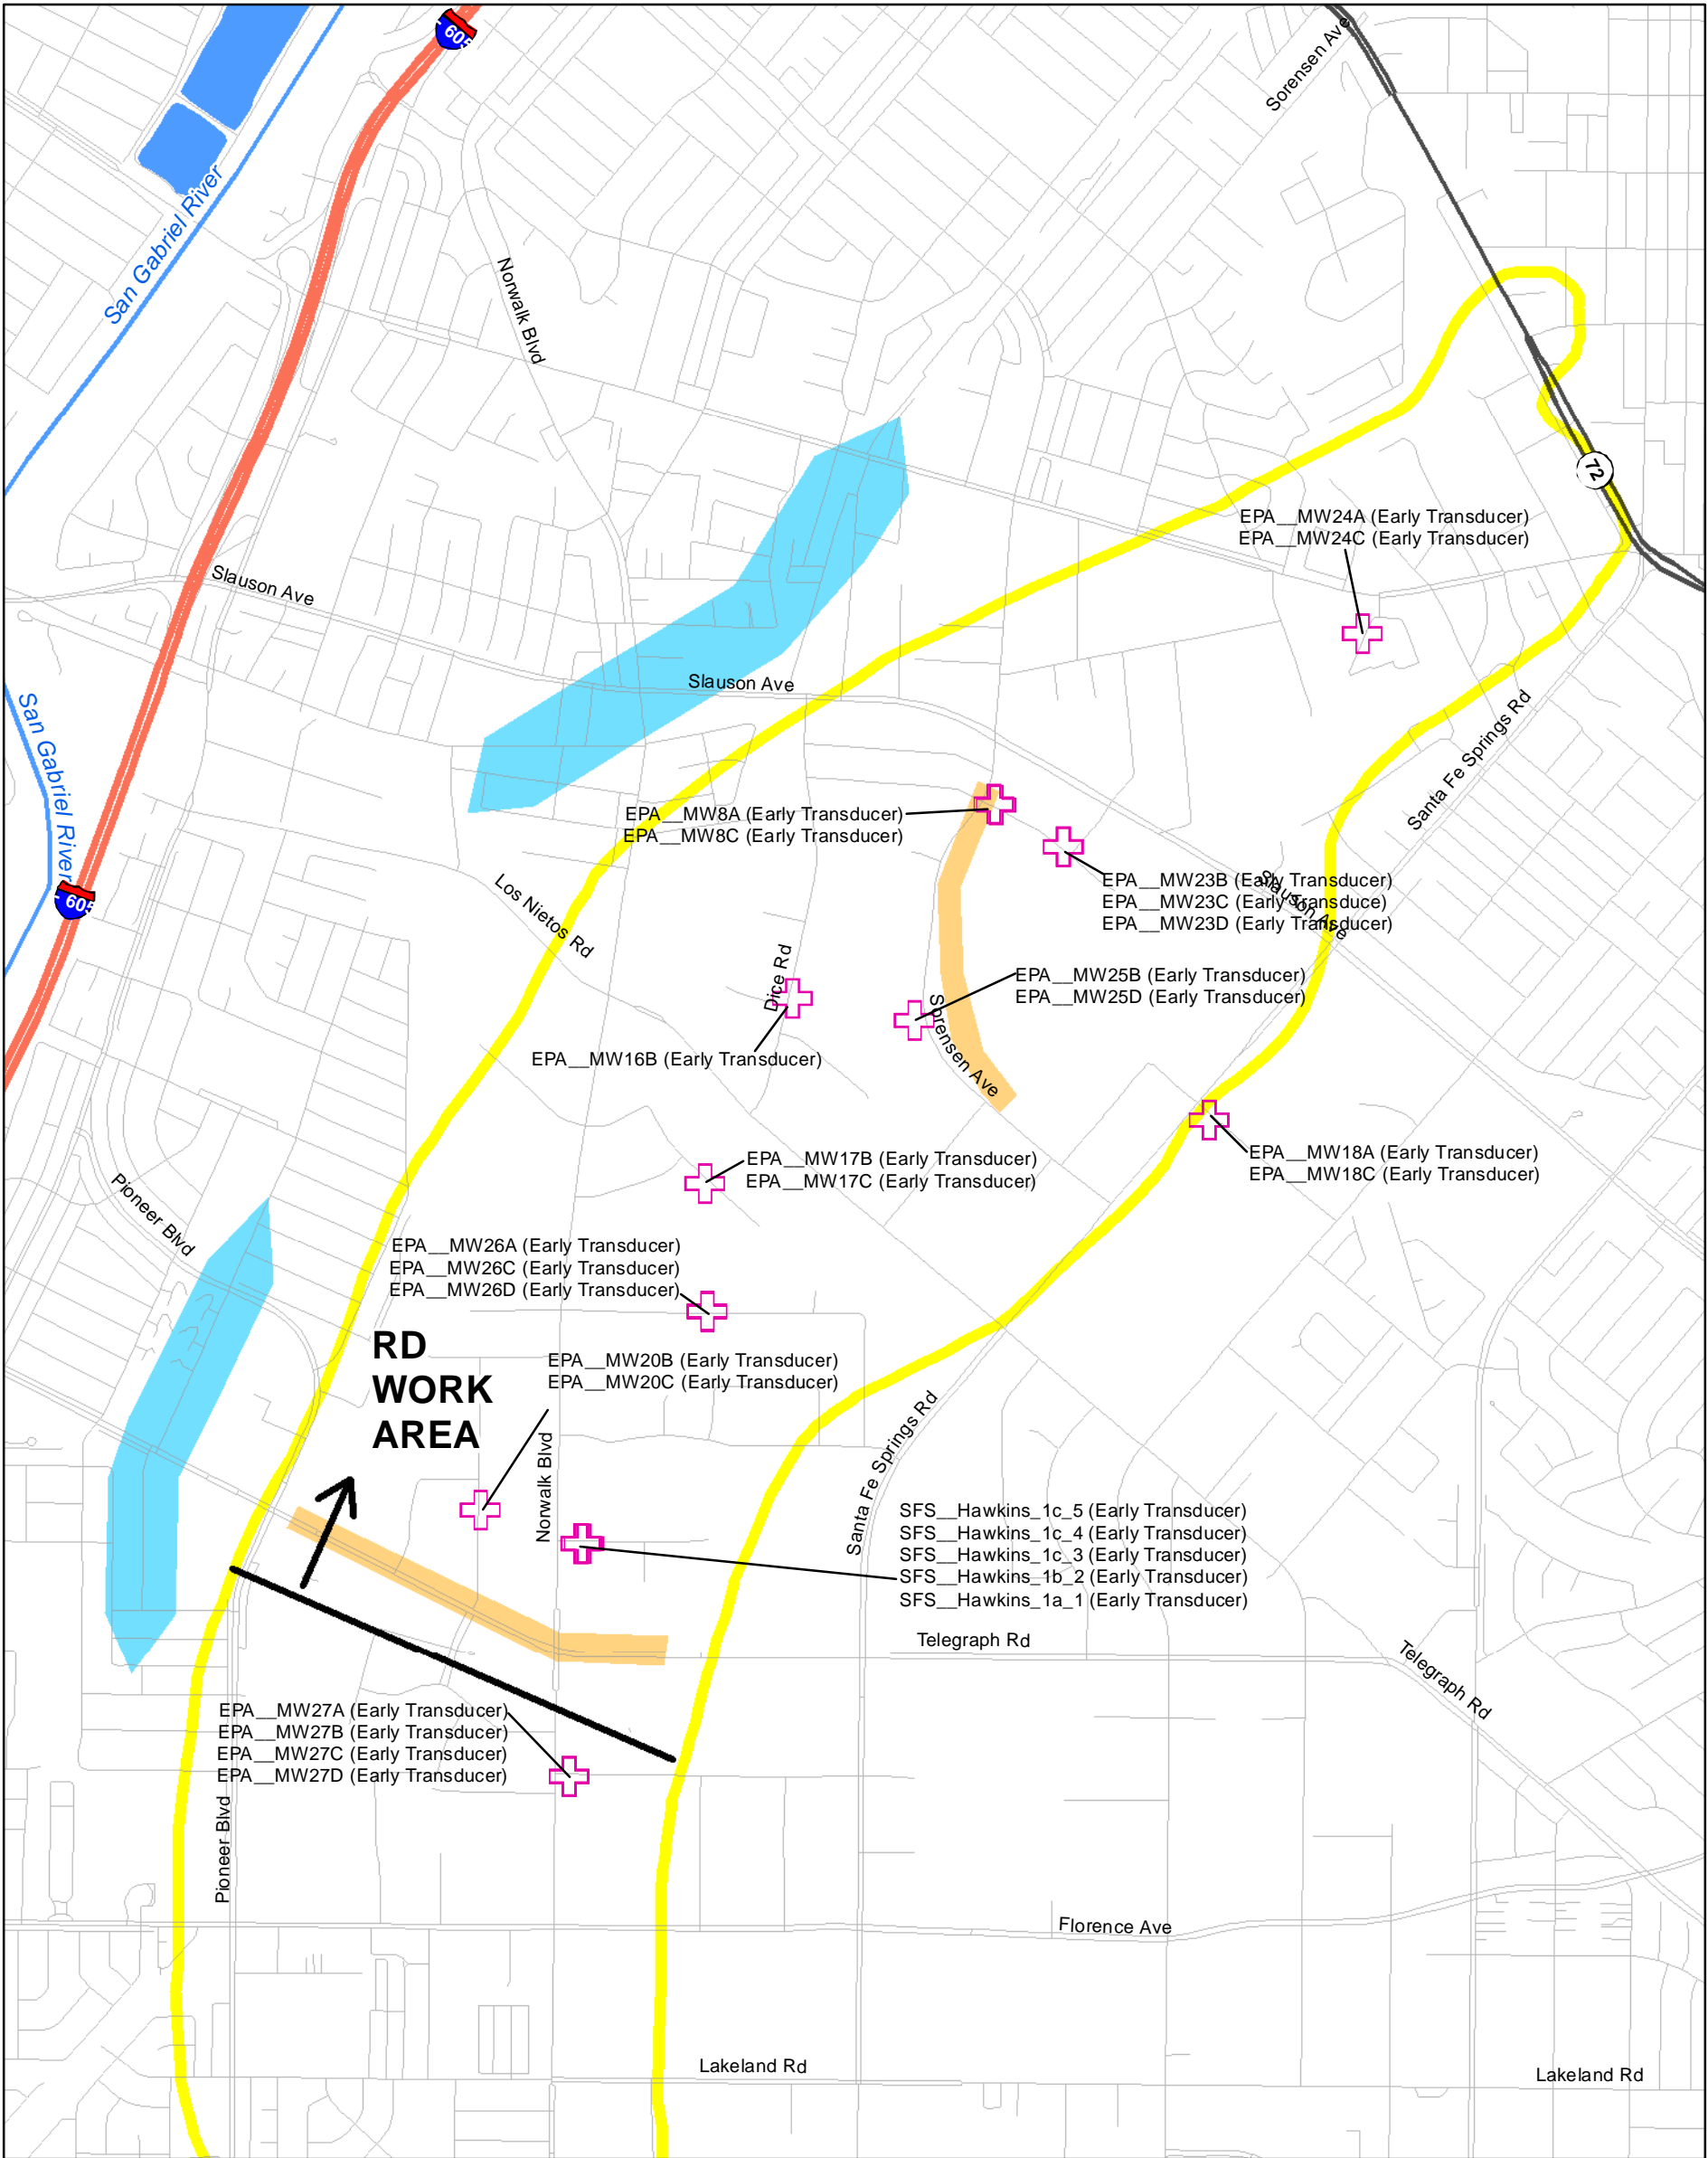 605
Sorensen Ave
San Gabriel River
Norwalk Blvd
72
EPA__MW24A (Early Transducer)
EPA__MW24C (Early Transducer)
Slauson Ave
Slauson Ave
San Gabriel River
Santa Fe Springs Rd
EPA__MW8A (Early Transducer)
EPA__MW8C (Early Transducer)
605
Los Nietos Rd
EPA__MW23B (Early Transducer)
EPA__MW23C (Early Transduce)
EPA__MW23D (Early Transducer)
Slauson Ave
Dice Rd
EPA__MW25B (Early Transducer)
EPA__MW25D (Early Transducer)
Sorensen Ave
EPA__MW16B (Early Transducer)
EPA__MW17B (Early Transducer)
EPA__MW17C (Early Transducer)
EPA__MW18A (Early Transducer)
EPA__MW18C (Early Transducer)
Pioneer Blvd
EPA__MW26A (Early Transducer)
EPA__MW26C (Early Transducer)
EPA__MW26D (Early Transducer)
RD
WORK
AREA
EPA__MW20B (Early Transducer)
EPA__MW20C (Early Transducer)
Norwalk Blvd
Santa Fe Springs Rd
SFS__Hawkins_1c_5 (Early Transducer)
SFS__Hawkins_1c_4 (Early Transducer)
SFS__Hawkins_1c_3 (Early Transducer)
SFS__Hawkins_1b_2 (Early Transducer)
SFS__Hawkins_1a_1 (Early Transducer)
Telegraph Rd
Telegraph Rd
EPA__MW27A (Early Transducer)
EPA__MW27B (Early Transducer)
EPA__MW27C (Early Transducer)
EPA__MW27D (Early Transducer)
Pioneer Blvd
Florence Ave
Lakeland Rd
Lakeland Rd